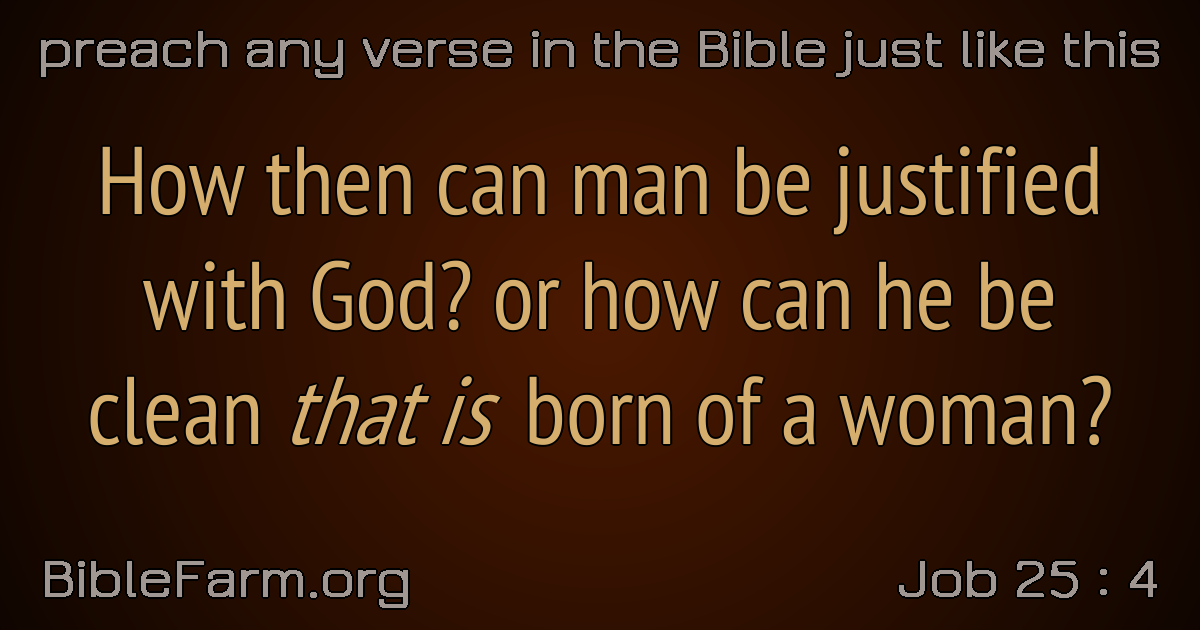 preach any verse in the Bible just like this
How then can man be justified
with God? or how can he be
clean that is born of a woman?
BibleFarm.org
Job 25 : 4